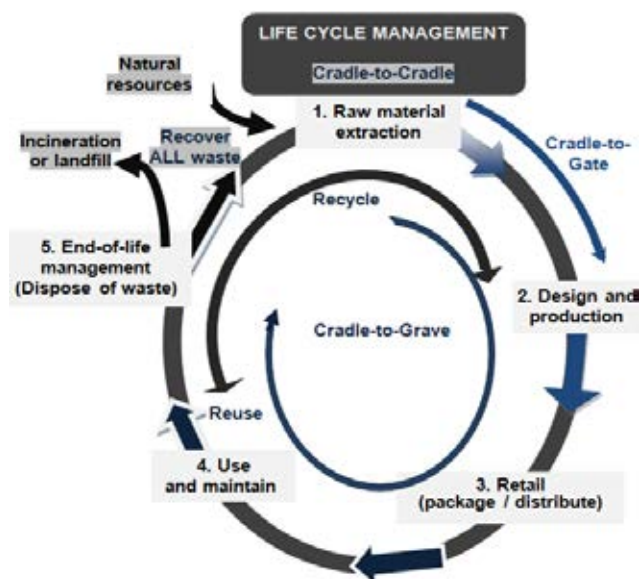 LIFE CYCLE MANAGEMENT
Cradle-to-Cradle
Natural
resources
1. Raw material
extraction
Incineration
or landfill
Recover
ALL waste
Cradle-to-
Gate
Recycle
5. End-of-life
management
(Dispose of waste)
2. Design and
production
Cradle-to-Grave
Reuse
4. Use
and maintain
3. Retail
(package / distribute)